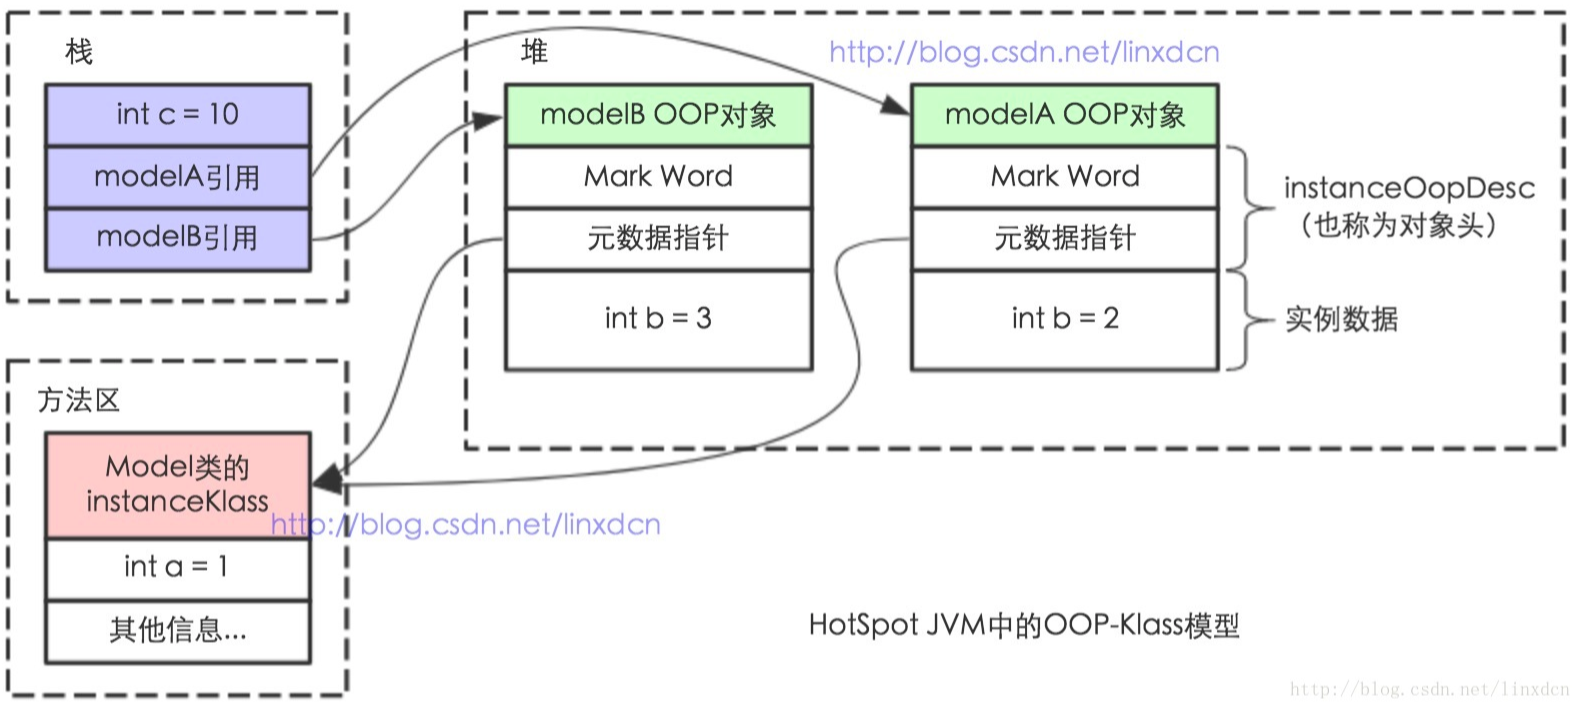 栈
int c = 10
modelA引用
modelB引用
堆
http://blog.csdn.net/linxdcn
modelB OOP对象
Mark Word
元数据指针
int b = 3
modelA OOP对象
Mark Word
元数据指针
int b = 2
instanceOopDesc
（也称为对象头）
实例数据
方法区
Model类的
instanceKlass
http://blog.csdn.net/linxdcn
int a = 1
其他信息...
HotSpot JVM中的OOP-Klass模型
http://blog.csdn.net/linxdcn